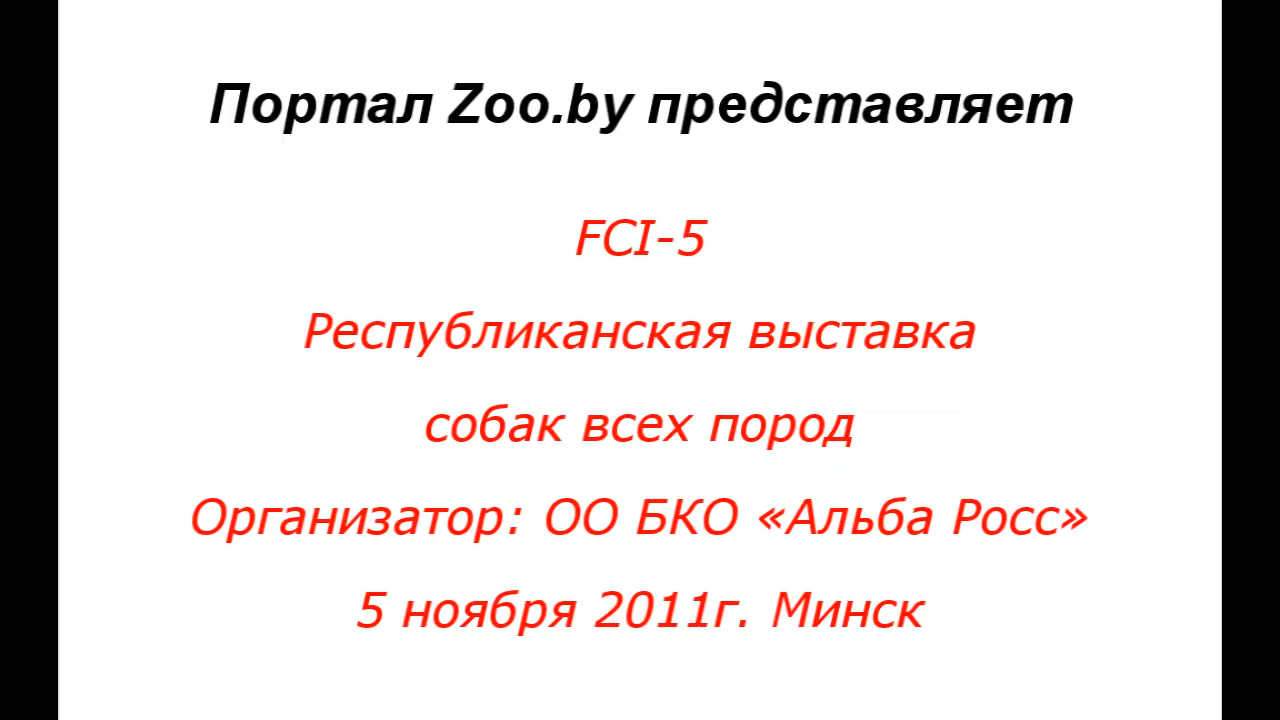 Портал Zoo.by представляет
FCI-5
Республиканская выставка
собак всех пород
Организатор: ОО БКО «Альба Росс»
5 ноября 2011г. Минск